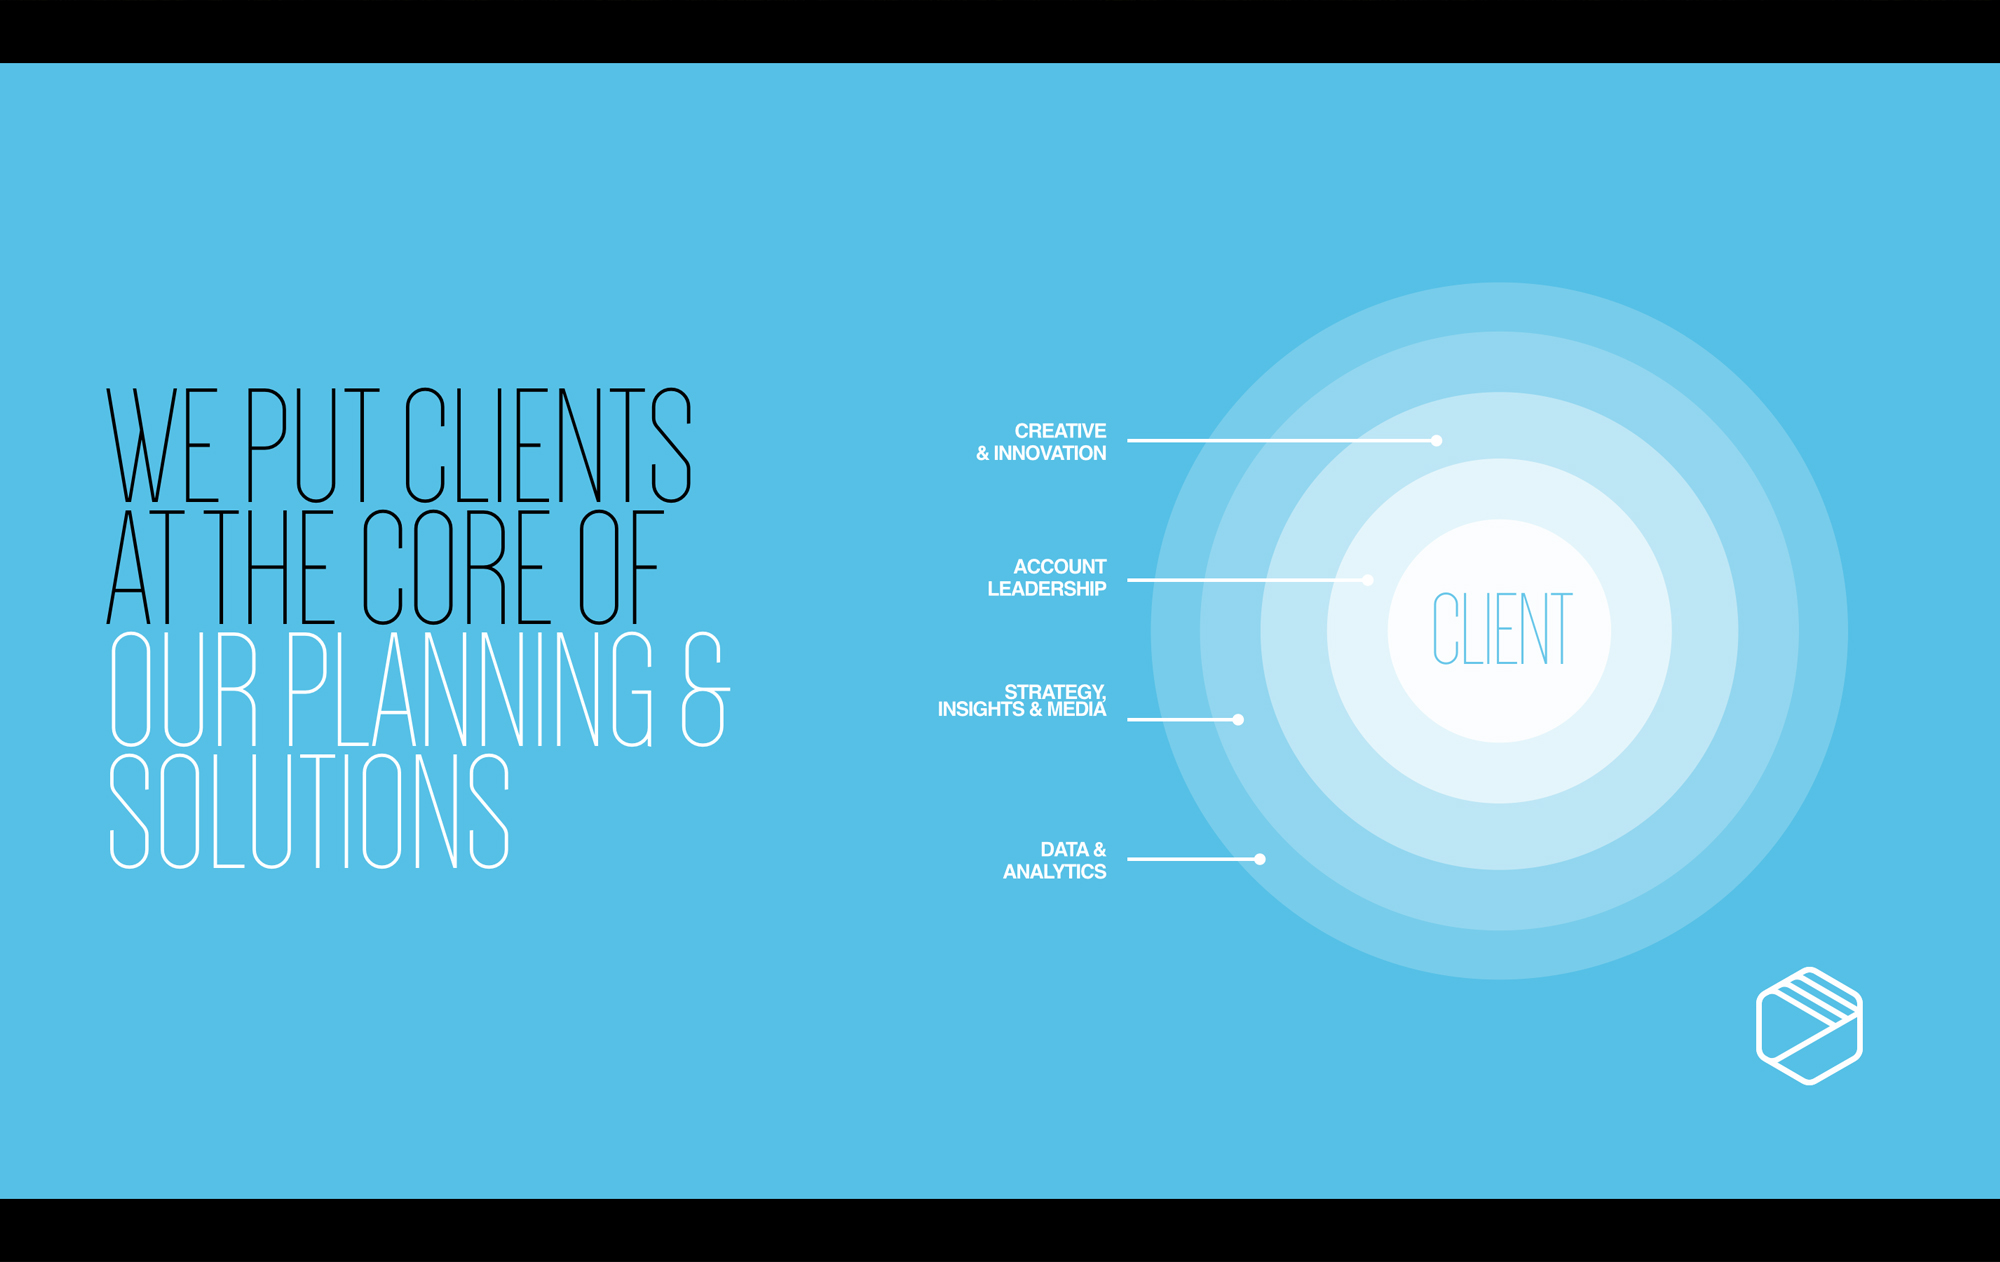 WE PUT CLIENTS
AT THE CORE OF
OUR PLANNING &
SOLUTIONS
CREATIVE
& INNOVATION
ACCOUNT
LEADERSHIP
STRATEGY,
INSIGHTS & MEDIA
DATA &
ANALYTICS
CLIENT